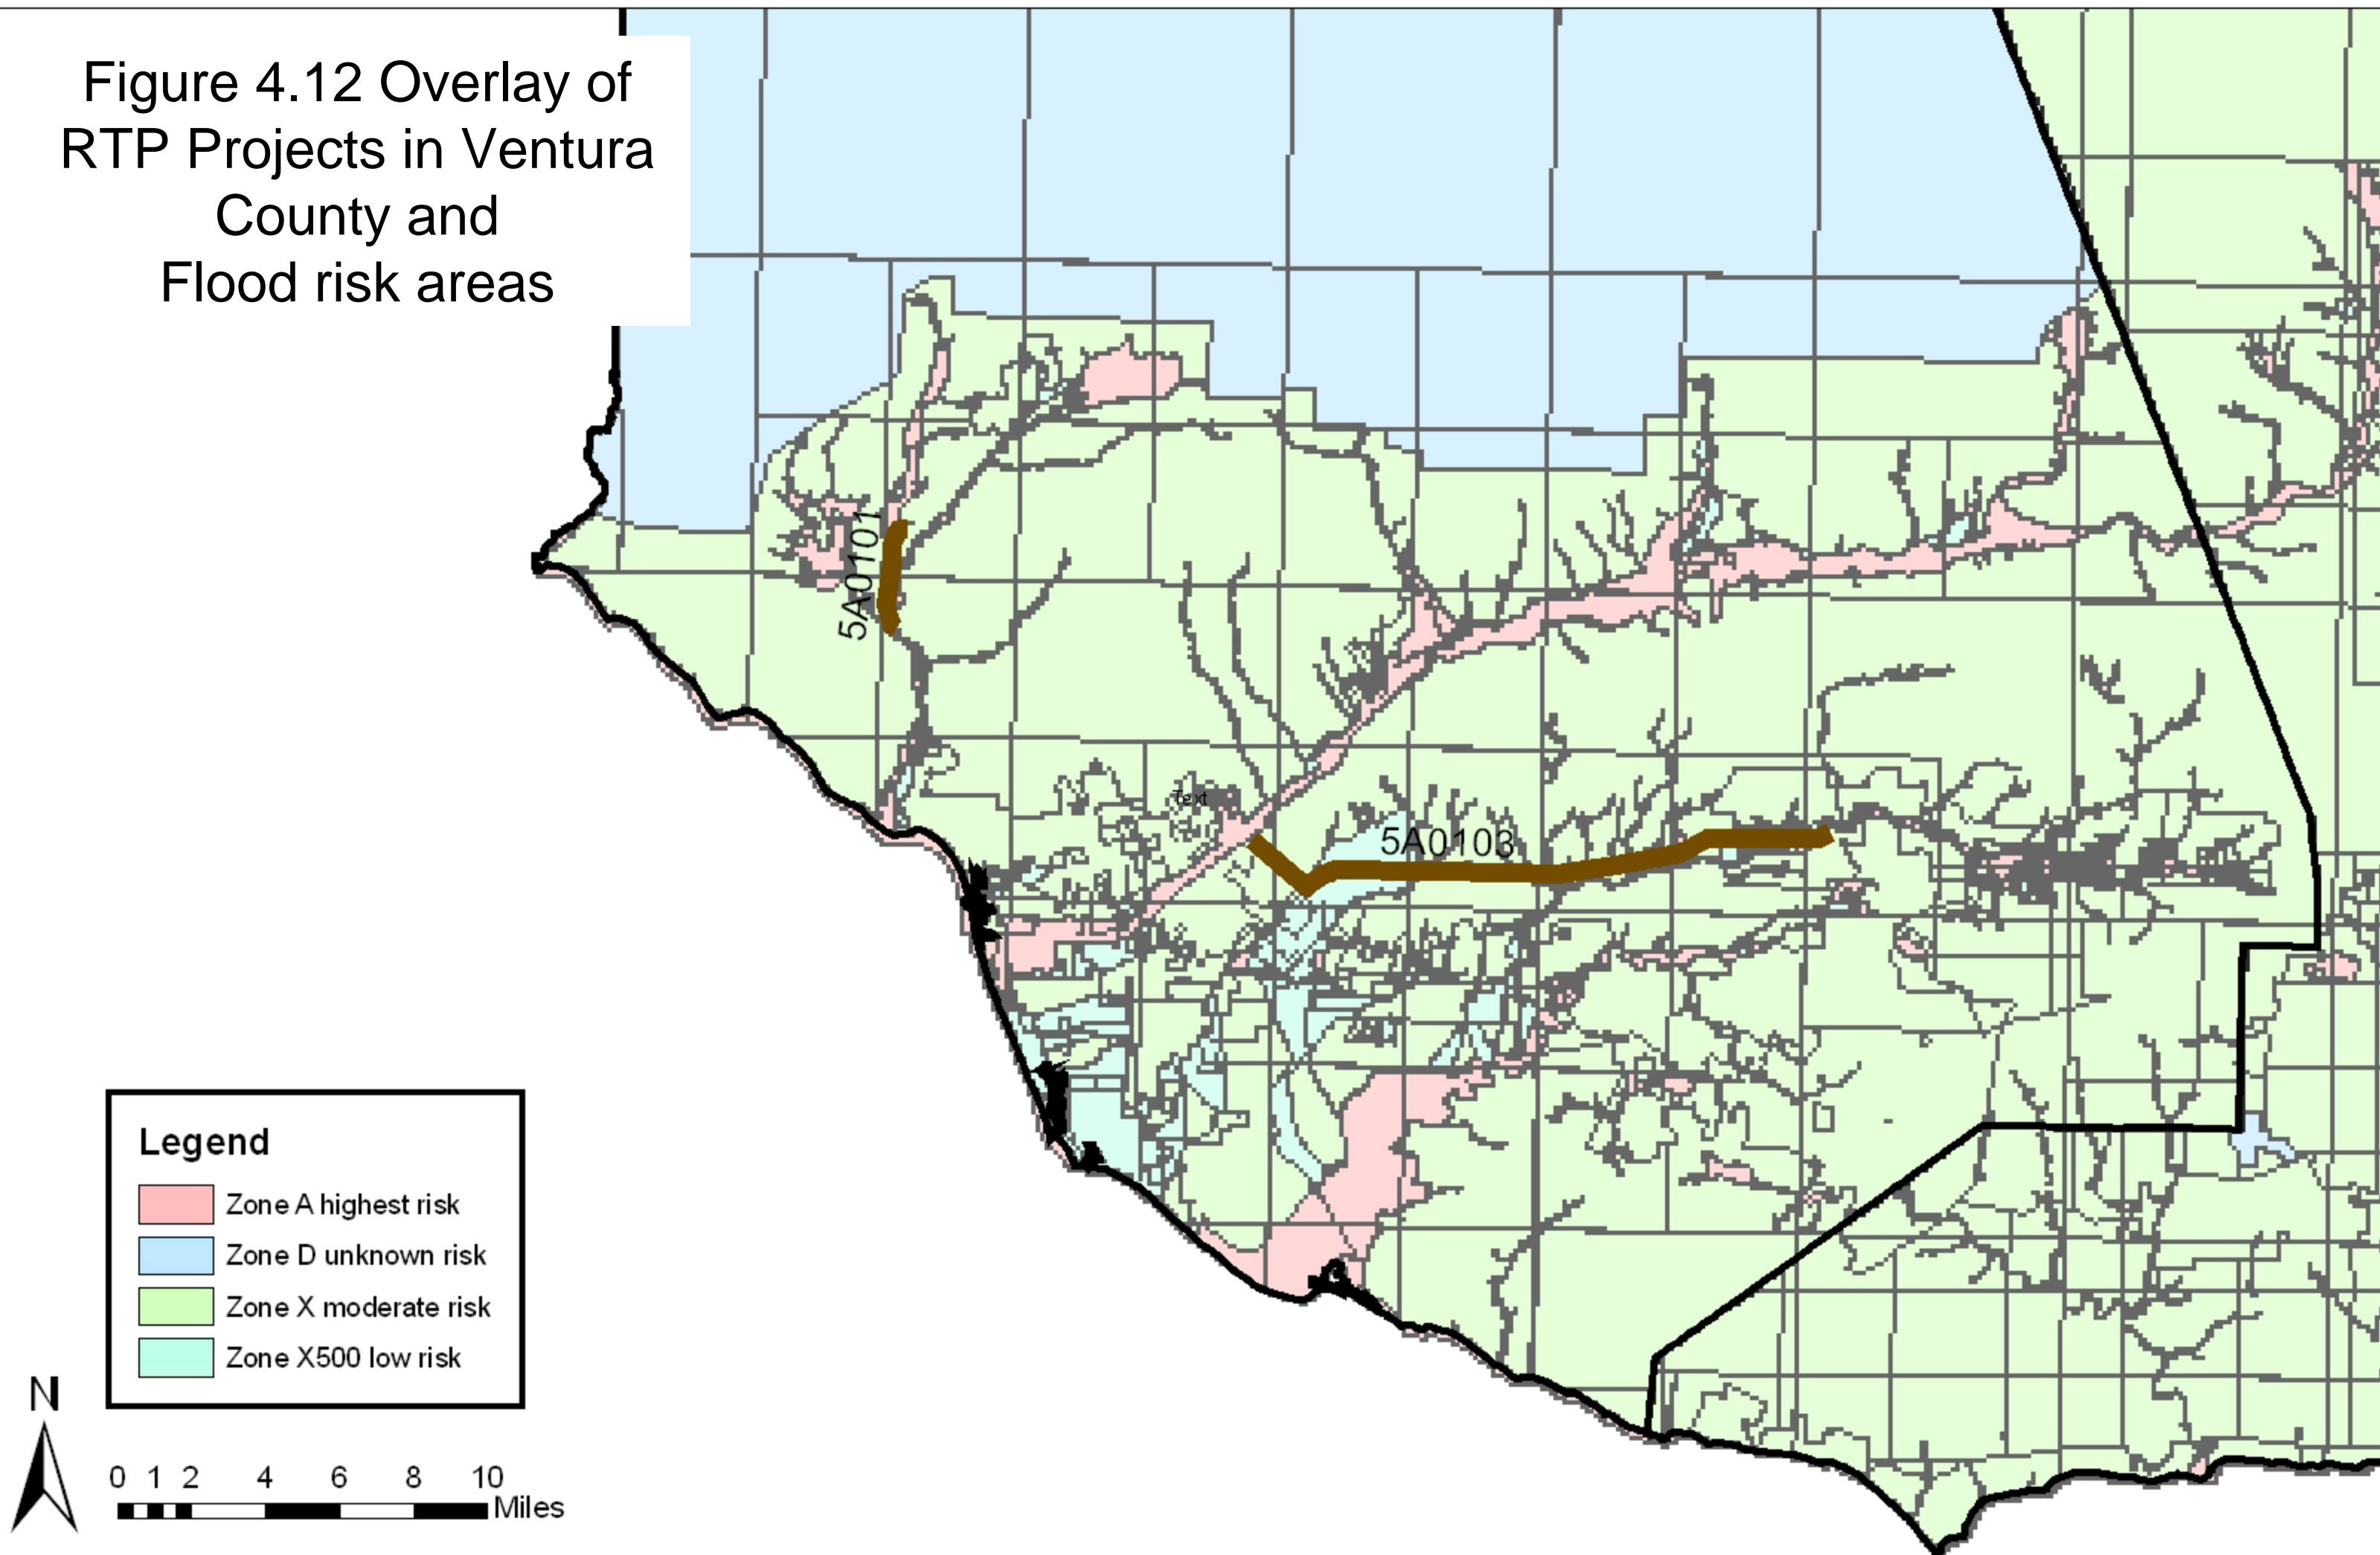 Figure 4.12 Overlay of
RTP Projects in Ventura
County and
Flood risk areas
5A0101
Text
5A0103
Legend
Zone A highest risk
Zone D unknown risk
Zone X moderate risk
Zone X500 low risk
N
0 1 2 4 6 8 10
Miles